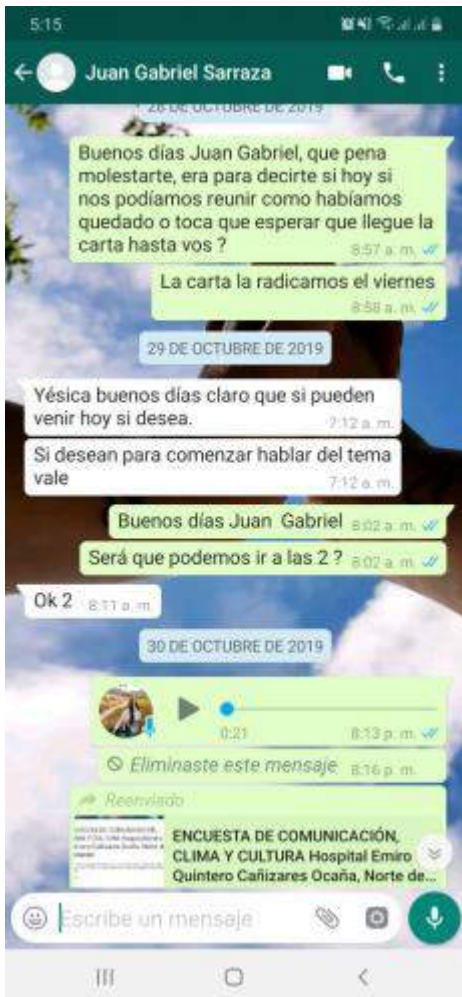 5:15
Juan Gabriel Sarraza
28 DE OCTUBRE DE 2019
Buenos días Juan Gabriel, que pena
molestarte, era para decirte si hoy si
nos podíamos reunir como habíamos
quedado o toca que esperar que llegue la
carta hasta vos ?
8:57 a. m.
La carta la radicamos el viernes
8:58 a. m.
29 DE OCTUBRE DE 2019
Yésica buenos días claro que si pueden
venir hoy si desea.
7:12 a. m.
Si desean para comenzar hablar del tema
vale
7:12 a. m.
Buenos días Juan Gabriel 8:02 a. m.
Será que podemos ir a las 2 ? 8:02 a. m.
Ok 2 8:11 a. m.
30 DE OCTUBRE DE 2019
0:21 8:13 p. m.
Eliminaste este mensaje 8:16 p. m.
Reenviado
ENCUESTA DE COMUNICACIÓN,
CLIMA Y CULTURA Hospital Emiro
Quintero Cañizares Ocaña, Norte de...
Escribe un mensaje